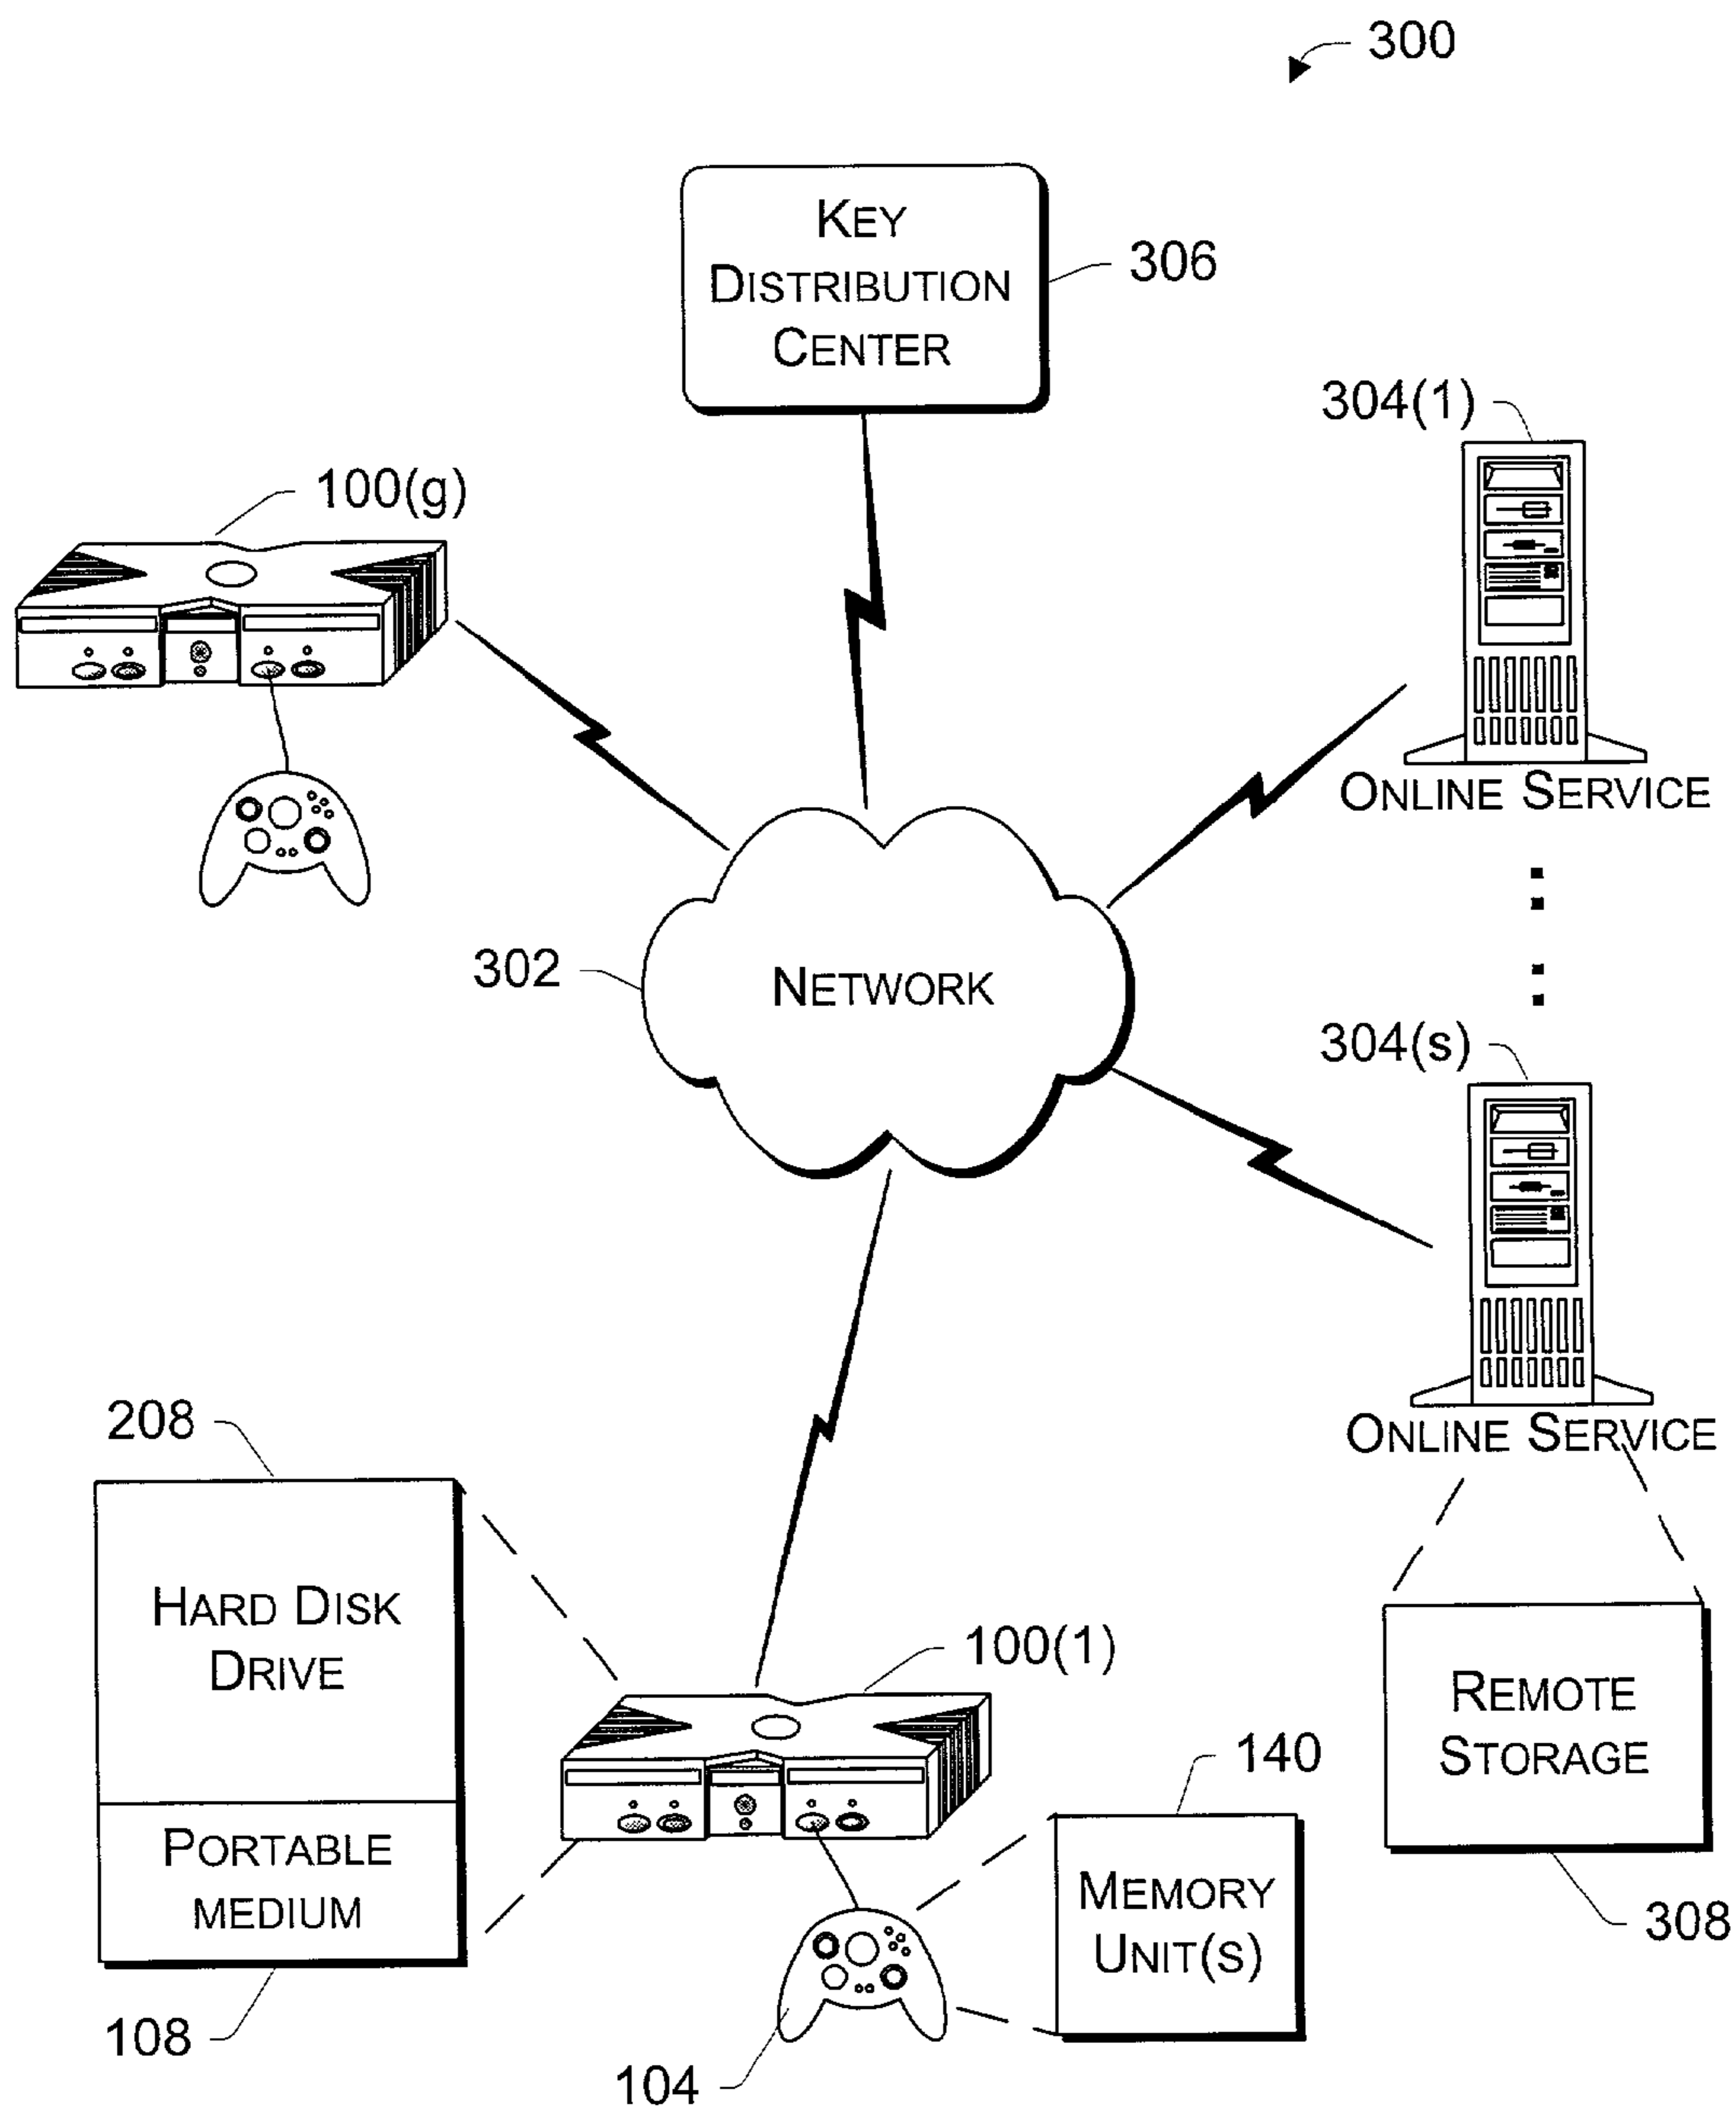 300
KEY
DISTRIBUTION
CENTER
306
304(1)
100(g)
ONLINE SERVICE
302
NETWORK
304(s)
ONLINE SERVICE
208
HARD DISK
DRIVE
PORTABLE
MEDIUM
108
100(1)
140
MEMORY
UNIT(S)
104
REMOTE
STORAGE
308